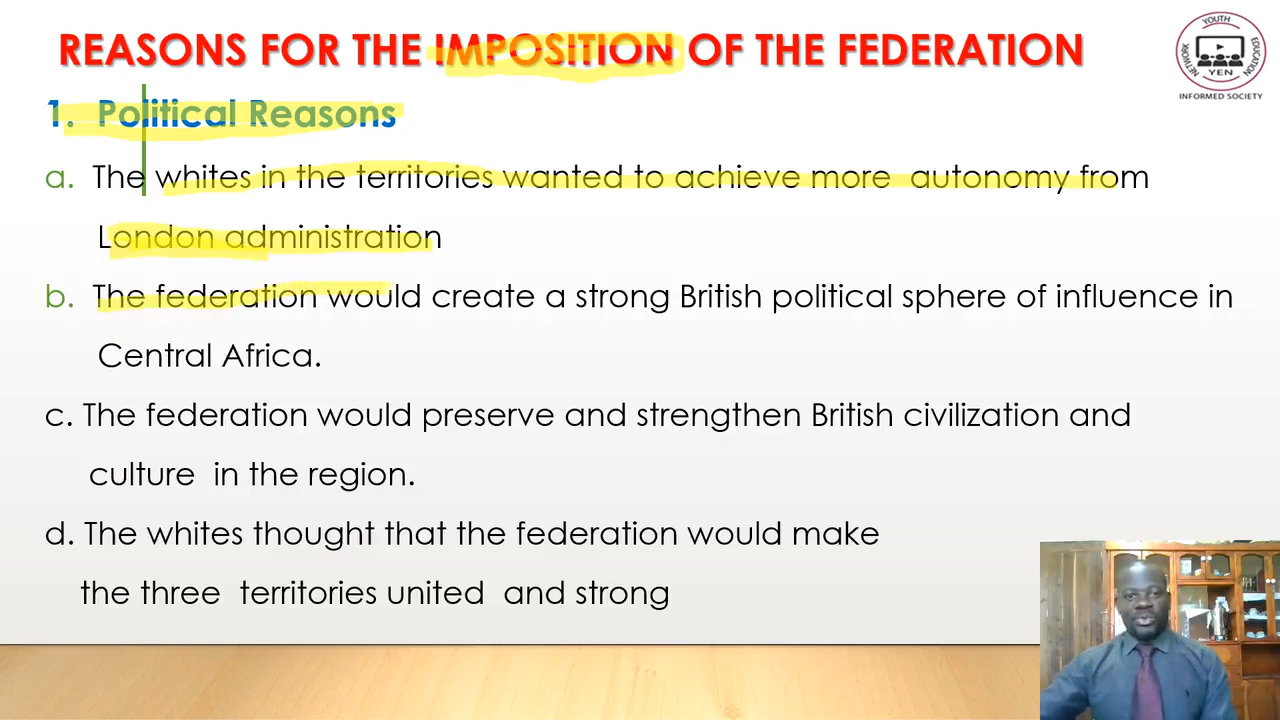 REASONS FOR THE IMPOSITION OF THE FEDERATION
YOUTH
EDUCATION
NETWORK
YEN
INFORMED SOCIETY
1. Political Reasons
a. The whites in the territories wanted to achieve more autonomy from
London administration
b. The federation would create a strong British political sphere of influence in
Central Africa.
c. The federation would preserve and strengthen British civilization and
culture in the region.
d. The whites thought that the federation would make
the three territories united and strong